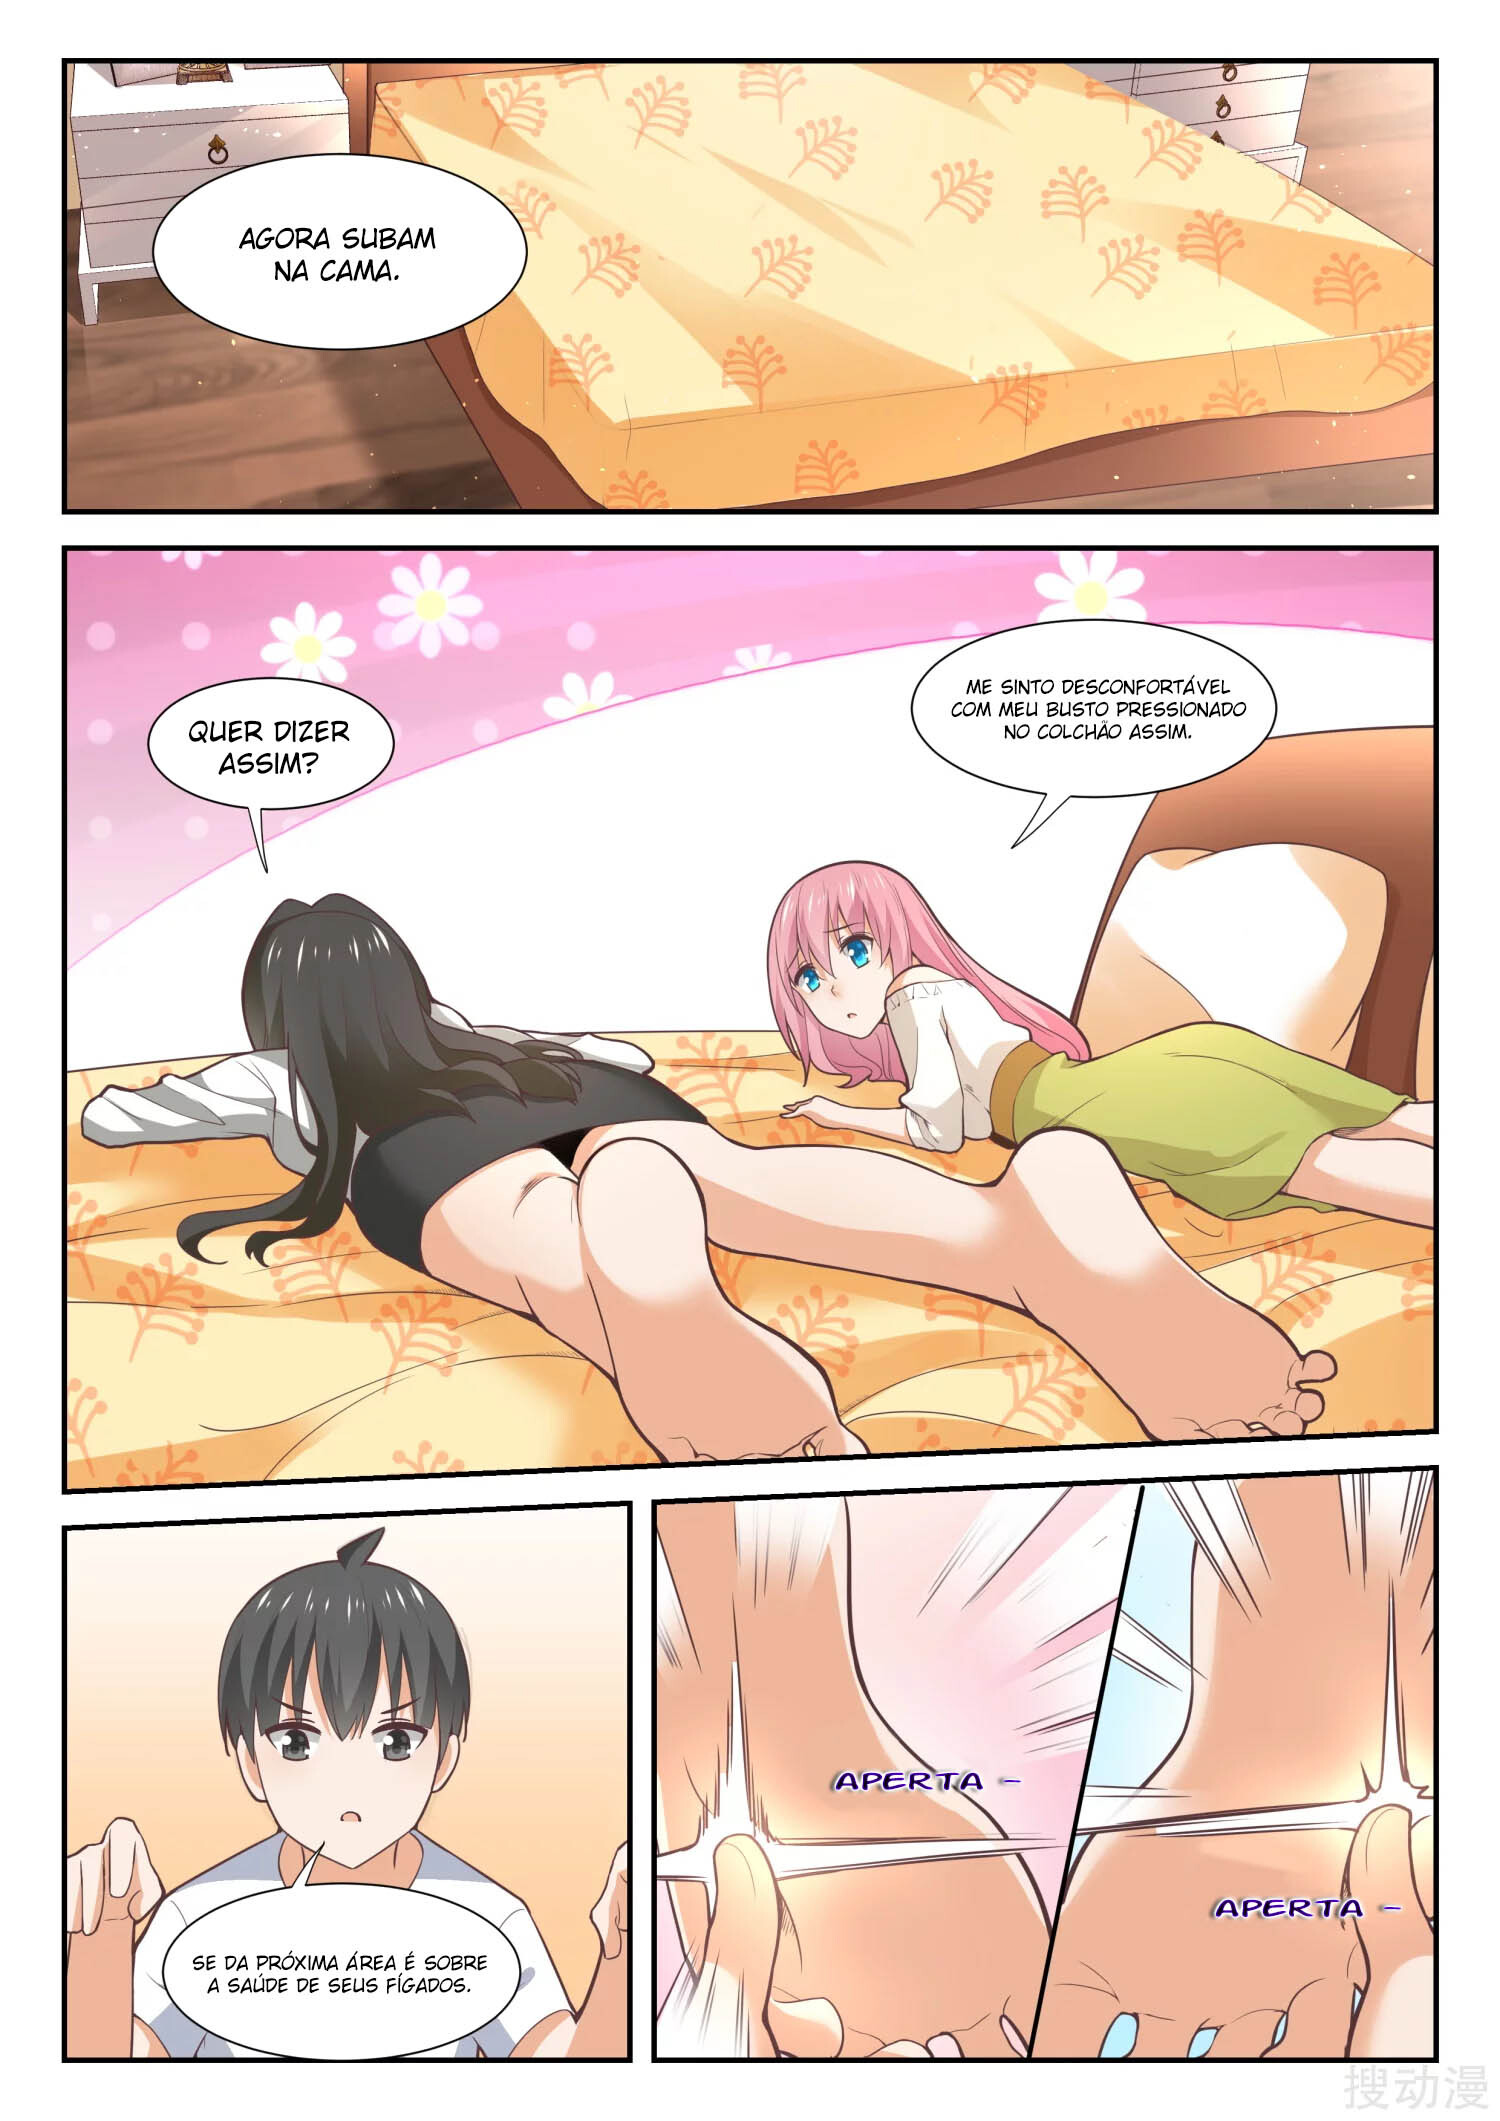 AGORA SUBAM
NA CAMA.
QUER DIZER
ASSIM?
ME SINTO DESCONFORTÁVEL
COM MEU BUSTO PRESSIONADO
NO COLCHÃO ASSIM.
SE DA PRÓXIMA ÁREA É SOBRE
A SAÚDE DE SEUS FÍGADOS.
APERTA -
APERTA -
搜动漫